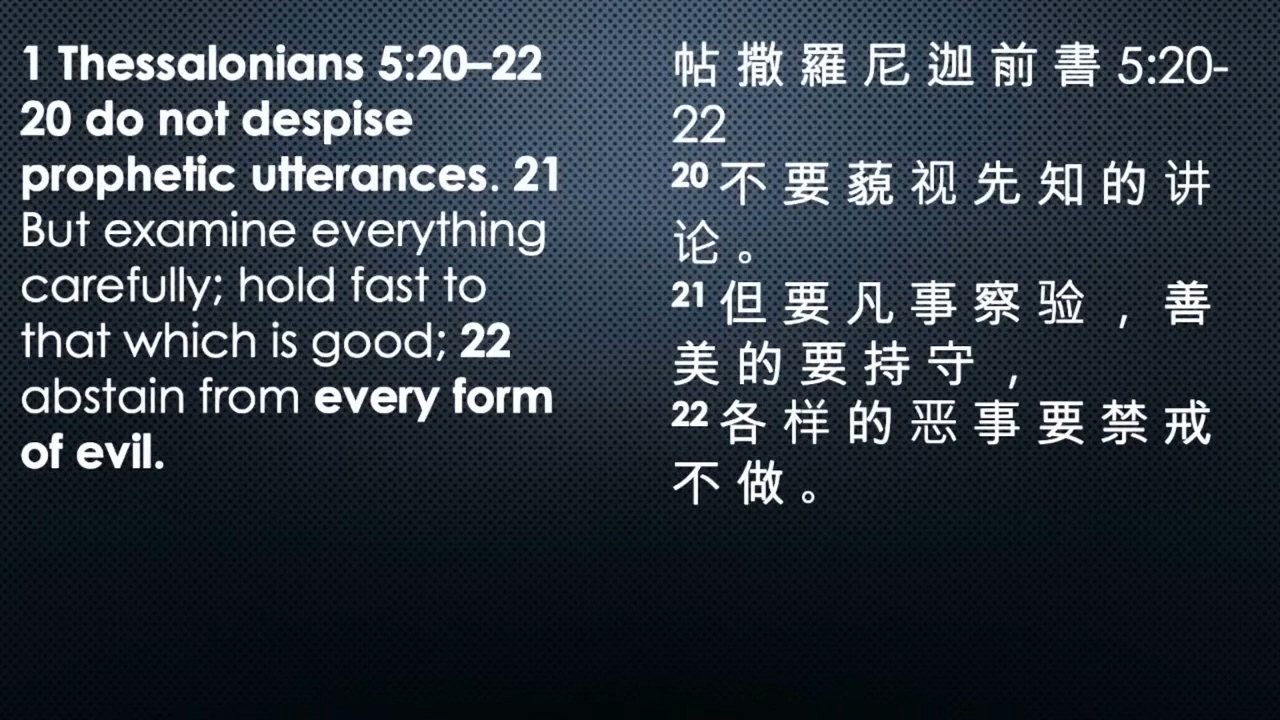 1 Thessalonians 5:20–22
20 do not despise
prophetic utterances. 21
But examine everything
carefully; hold fast to
that which is good; 22
abstain from every form
of evil.
帖撒羅尼迦前書 5:20-
22
20 不要藐视先知的讲
论。
21 但要凡事察验，善
美的要持守，
22 各样的恶事要禁戒
不做。